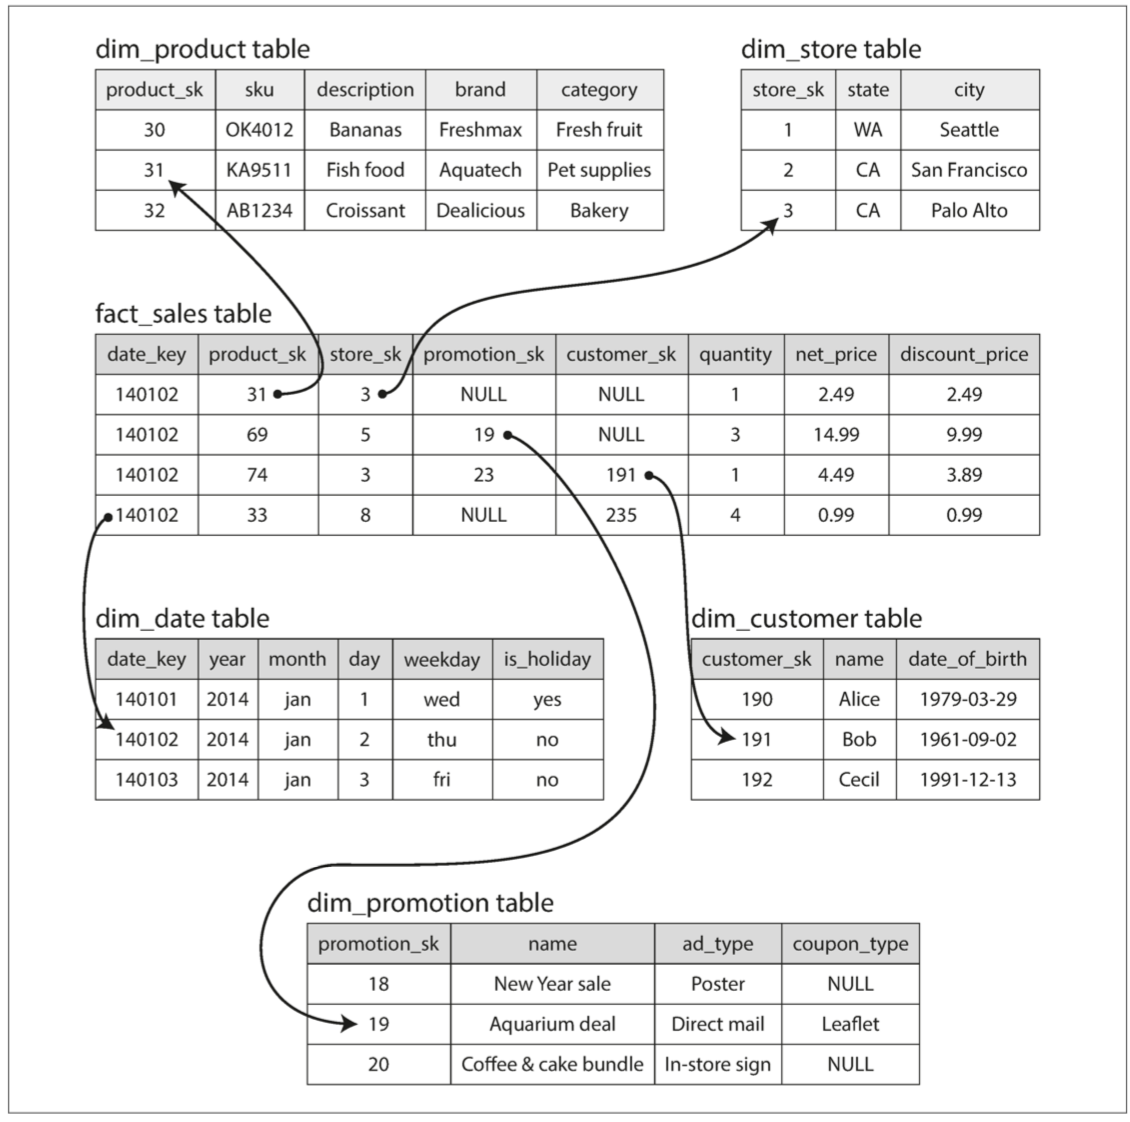 dim_product table
product_sk sku description brand category
30 OK4012 Bananas Freshmax Fresh fruit
31 KA9511 Fish food Aquatech Pet supplies
32 AB1234 Croissant Dealicious Bakery
dim_store table
store_sk state city
1 WA Seattle
2 CA San Francisco
3 CA Palo Alto
fact_sales table
date_key product_sk store_sk promotion_sk customer_sk quantity net_price discount_price
140102 31 3 NULL NULL 1 2.49 2.49
140102 69 5 19 NULL 3 14.99 9.99
140102 74 3 23 191 1 4.49 3.89
140102 33 8 NULL 235 4 0.99 0.99
dim_date table
date_key year month day weekday is_holiday
140101 2014 jan 1 wed yes
140102 2014 jan 2 thu no
140103 2014 jan 3 fri no
dim_customer table
customer_sk name date_of_birth
190 Alice 1979-03-29
191 Bob 1961-09-02
192 Cecil 1991-12-13
dim_promotion table
promotion_sk name ad_type coupon_type
18 New Year sale Poster NULL
19 Aquarium deal Direct mail Leaflet
20 Coffee & cake bundle In-store sign NULL